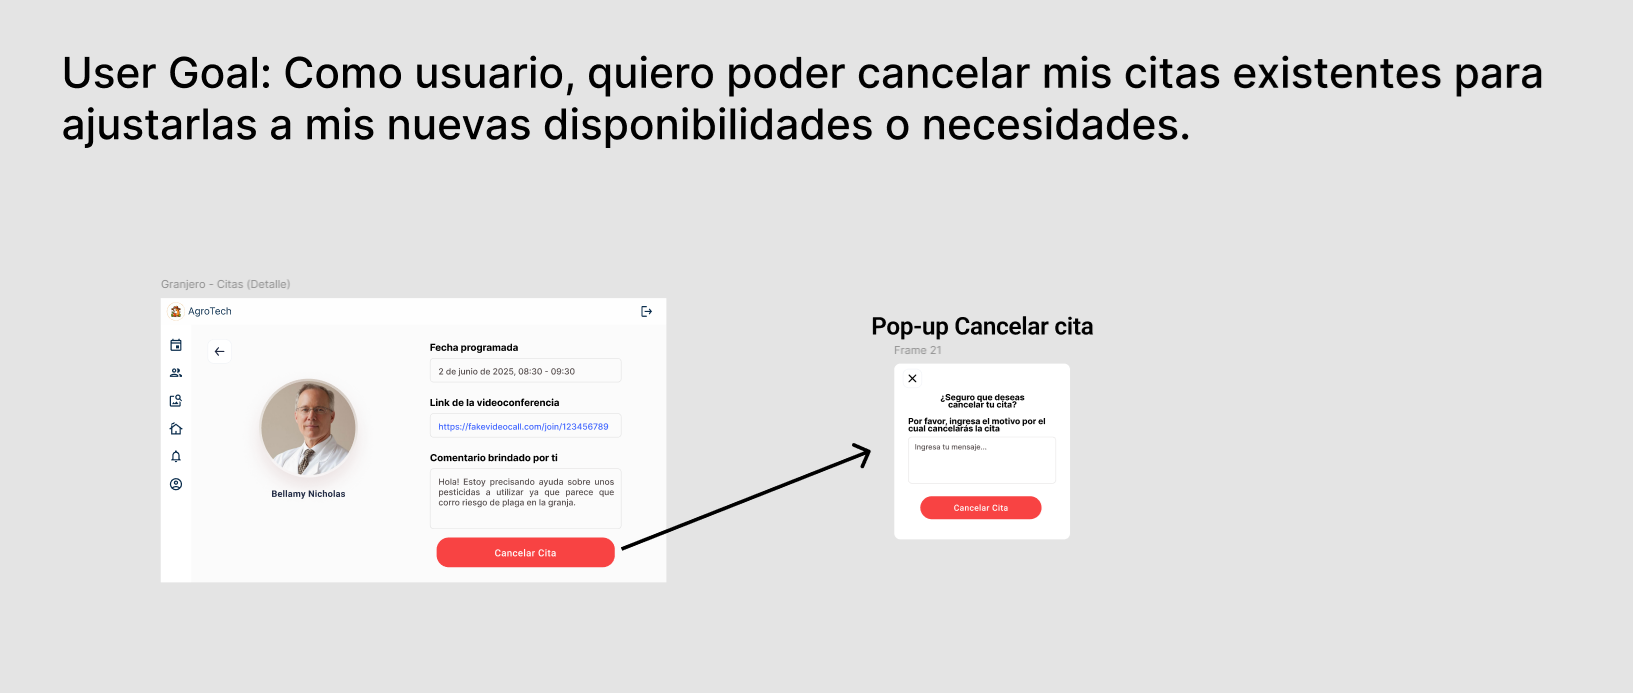 User Goal: Como usuario, quiero poder cancelar mis citas existentes para
ajustarlas a mis nuevas disponibilidades o necesidades.
Granjero - Citas (Detalle)
AgroTech
Fecha programada
2 de junio de 2025, 08:30 - 09:30
Link de la videoconferencia
https://fakevideocall.com/join/123456789
Comentario brindado por ti
Hola! Estoy precisando ayuda sobre unos
pesticidas a utilizar ya que parece que
corro riesgo de plaga en la granja.
Bellamy Nicholas
Cancelar Cita
Pop-up Cancelar cita
Frame 21
¿Seguro que deseas
cancelar tu cita?
Por favor, ingresa el motivo por el
cual cancelarás la cita
Ingresa tu mensaje...
Cancelar Cita